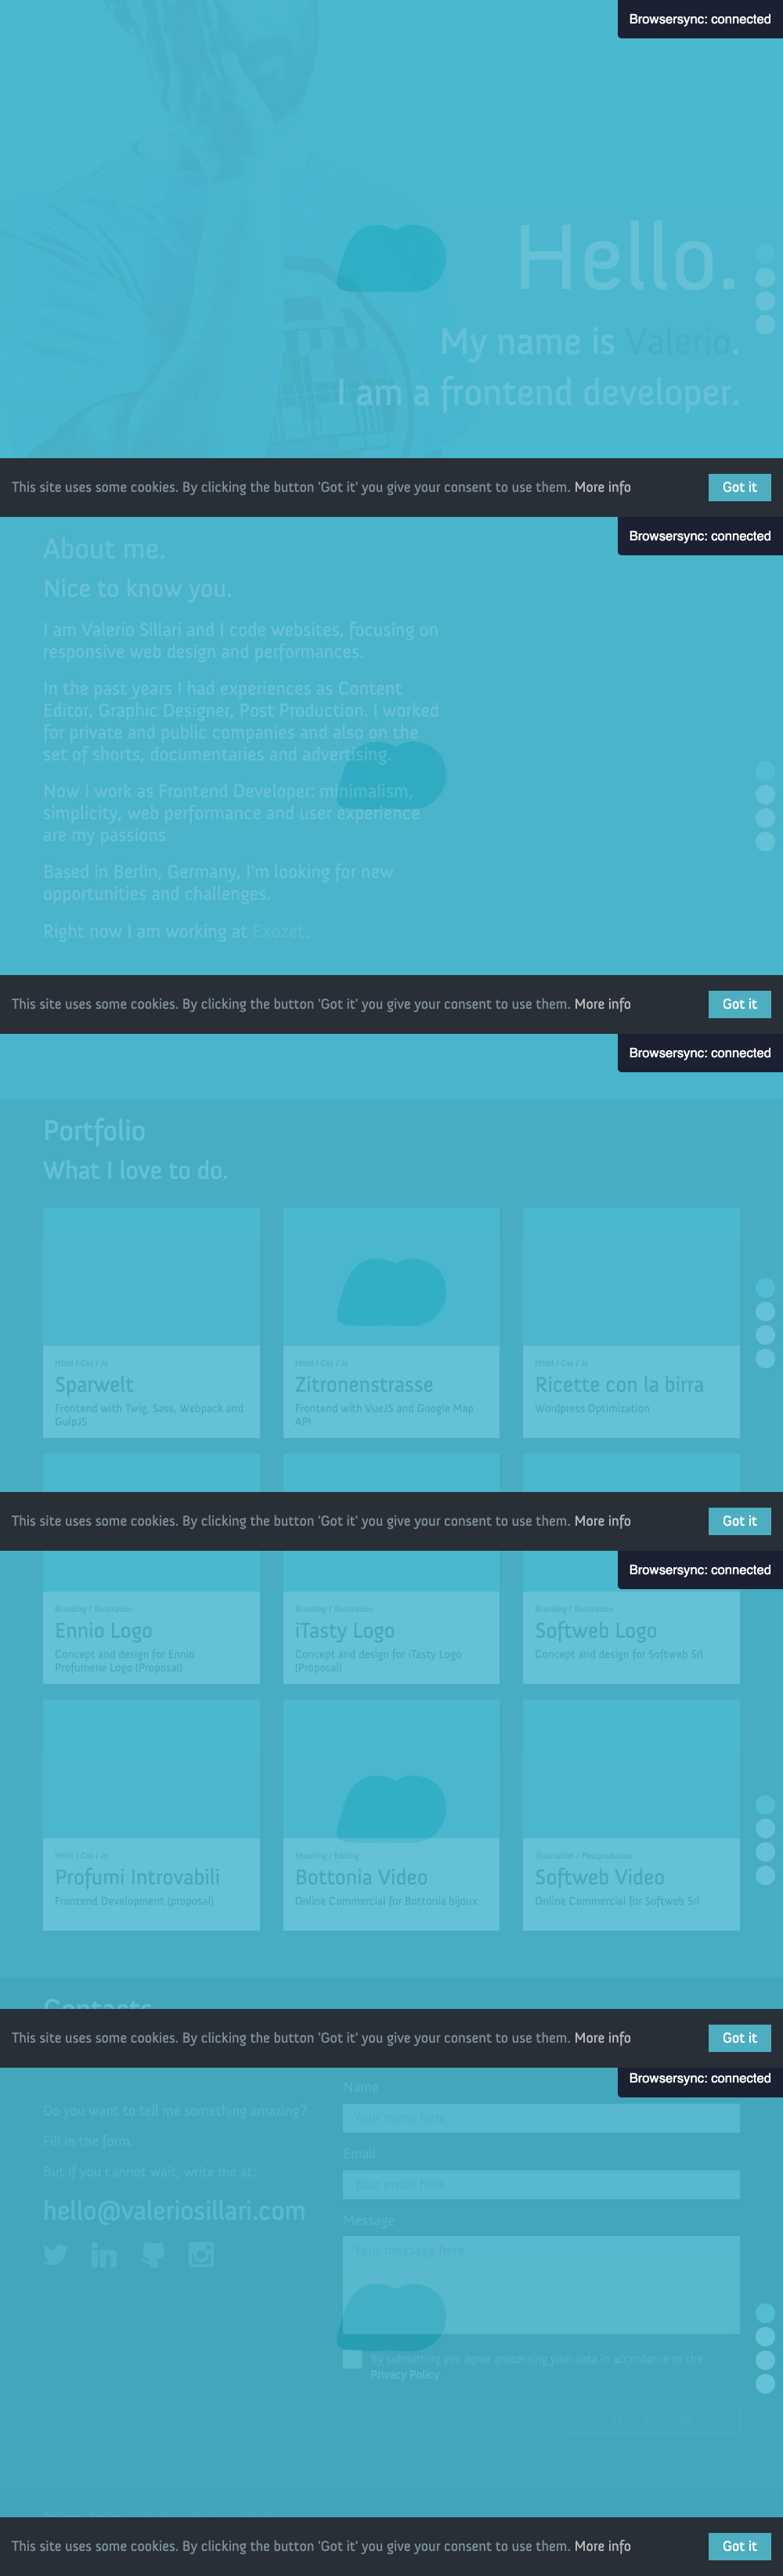 Browsersync: connected
Hello.
My name is Valerio.
I am a frontend developer.
This site uses some cookies. By clicking the button 'Got it' you give your consent to use them. More info
Got it
Browsersync: connected
About me.
Nice to know you.
I am Valerio Sillari and I code websites, focusing on
responsive web design and performances.
In the past years I had experiences as Content
Editor, Graphic Designer, Post Production. I worked
for private and public companies and also on the
set of shorts, documentaries and advertising.
Now I work as Frontend Developer: minimalism,
simplicity, web performance and user experience
are my passions.
Based in Berlin, Germany, I'm looking for new
opportunities and challenges.
Right now I am working at Exozet.
This site uses some cookies. By clicking the button 'Got it' you give your consent to use them. More info
Got it
Browsersync: connected
Portfolio
What I love to do.
Html / Css / Js
Sparwelt
Frontend with Twig, Sass, Webpack and
GulpJS
Html / Css / Js
Zitronenstrasse
Frontend with VueJS and Google Map
API
Html / Css / Js
Ricette con la birra
Wordpress Optimization
This site uses some cookies. By clicking the button 'Got it' you give your consent to use them. More info
Got it
Browsersync: connected
Branding / Illustration
Ennio Logo
Concept and design for Ennio
Profumerie Logo (Proposal)
Branding / Illustration
iTasty Logo
Concept and design for iTasty Logo
(Proposal)
Branding / Illustration
Softweb Logo
Concept and design for Softweb Srl
Html / Css / Js
Profumi Introvabili
Frontend Development (proposal)
Shooting / Editing
Bottonia Video
Online Commercial for Bottonia bijoux
Illustration / Postproduction
Softweb Video
Online Commercial for Softweb Srl
Contacts
This site uses some cookies. By clicking the button 'Got it' you give your consent to use them. More info
Got it
Browsersync: connected
Do you want to tell me something amazing?
Fill in the form.
But if you cannot wait, write me at:
hello@valeriosillari.com
Name
Your name here
Email
Your email here
Message
Your message here
By submitting you agree processing your data in accordance to the
Privacy Policy
Send message
This site uses some cookies. By clicking the button 'Got it' you give your consent to use them. More info
Got it